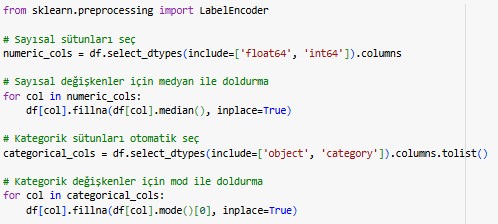 from sklearn.preprocessing import LabelEncoder
# Sayısal sütunları seç
numeric_cols = df.select_dtypes(include=['float64', 'int64']).columns
# Sayısal değişkenler için medyan ile doldurma
for col in numeric_cols:
    df[col].fillna(df[col].median(), inplace=True)
# Kategorik sütunları otomatik seç
categorical_cols = df.select_dtypes(include=['object', 'category']).columns.tolist()
# Kategorik değişkenler için mod ile doldurma
for col in categorical_cols:
    df[col].fillna(df[col].mode()[0], inplace=True)